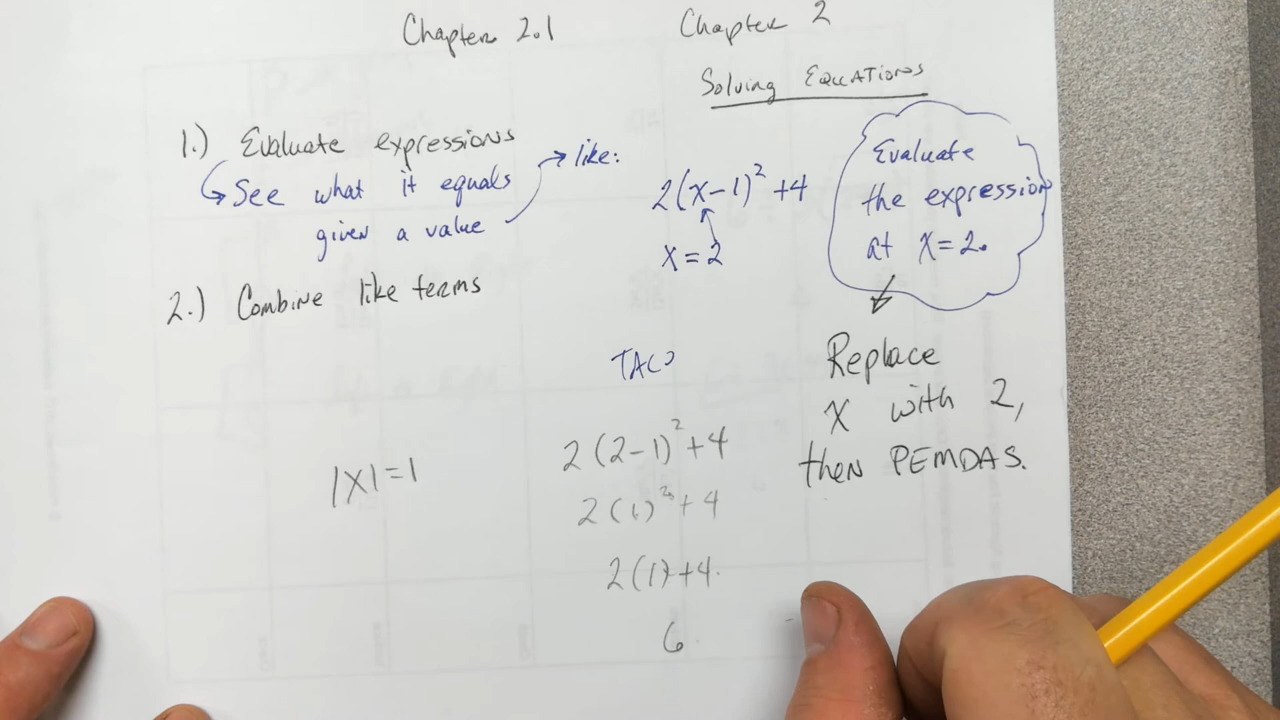 Chapter 2.1
Chapter 2
Solving Equations
1.) Evaluate expressions
See what it equals
given a value
like:
2(x-1)² +4
x=2
Evaluate
the expression
at x=2.
2.) Combine like terms
Replace
X with 2,
then PEMDAS.
TACO
2(2-1)²+4
|X|=1
2(1)²+4
2(1)+4
6